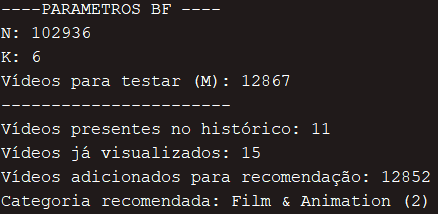 ----PARAMETROS BF ----
N: 102936
K: 6
Vídeos para testar (M): 12867
-----------------------
Vídeos presentes no histórico: 11
Vídeos já visualizados: 15
Vídeos adicionados para recomendação: 12852
Categoria recomendada: Film & Animation (2)